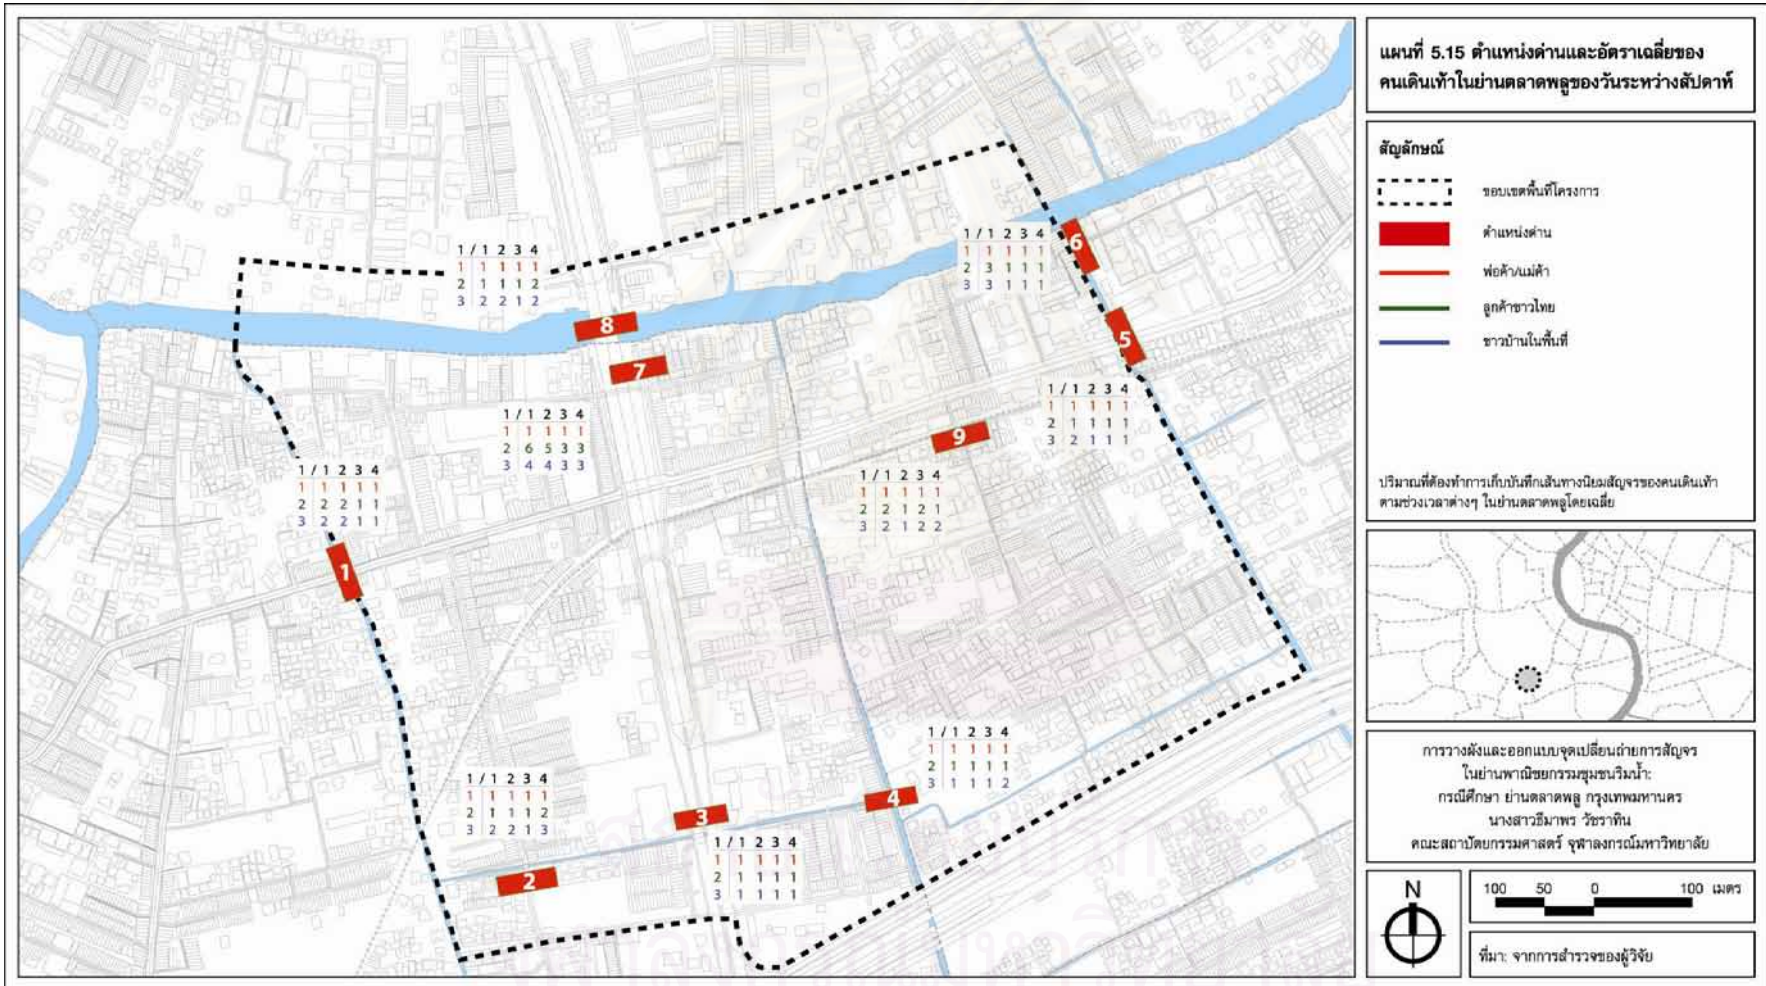 แผนที่ 5.15 ตำแหน่งด่านและอัตราเฉลี่ยของ
คนเดินเท้าในย่านตลาดพลูของวันระหว่างสัปดาห์
สัญลักษณ์
ขอบเขตพื้นที่โครงการ
ตำแหน่งด่าน
พ่อค้า/แม่ค้า
ลูกค้าชาวไทย
ชาวบ้านในพื้นที่
ปริมาณที่ต้องทำการเก็บบันทึกเส้นทางนิยมสัญจรของคนเดินเท้า
ตามช่วงเวลาต่างๆ ในย่านตลาดพลูโดยเฉลี่ย
การวางผังและออกแบบจุดเปลี่ยนถ่ายการสัญจร
ในย่านพาณิชยกรรมชุมชนริมน้ำ:
กรณีศึกษา ย่านตลาดพลู กรุงเทพมหานคร
นางสาวธีมาพร วัชราทิน
คณะสถาปัตยกรรมศาสตร์ จุฬาลงกรณ์มหาวิทยาลัย
N
100 50 0 100 เมตร
ที่มา: จากการสำรวจของผู้วิจัย
1 / 1 2 3 4
1 1 1 1 1
2 3 1 1 1
3 3 1 1 1
6
1 / 1 2 3 4
1 1 1 1 1
2 1 1 1 2
3 2 2 1 2
8
5
7
1 / 1 2 3 4
1 1 1 1 1
2 1 1 1 1
3 2 1 1 1
1 / 1 2 3 4
1 1 1 1 1
2 6 5 3 3
3 4 4 3 3
9
1 / 1 2 3 4
1 1 1 1 1
2 2 2 1 1
3 2 2 1 1
1 / 1 2 3 4
1 1 1 1 1
2 2 1 2 1
3 2 1 2 2
1
1 / 1 2 3 4
1 1 1 1 1
2 1 1 1 1
3 1 1 1 2
1 / 1 2 3 4
1 1 1 1 1
2 1 1 1 2
3 2 2 1 3
4
3
1 / 1 2 3 4
1 1 1 1 1
2 1 1 1 1
3 1 1 1 1
2